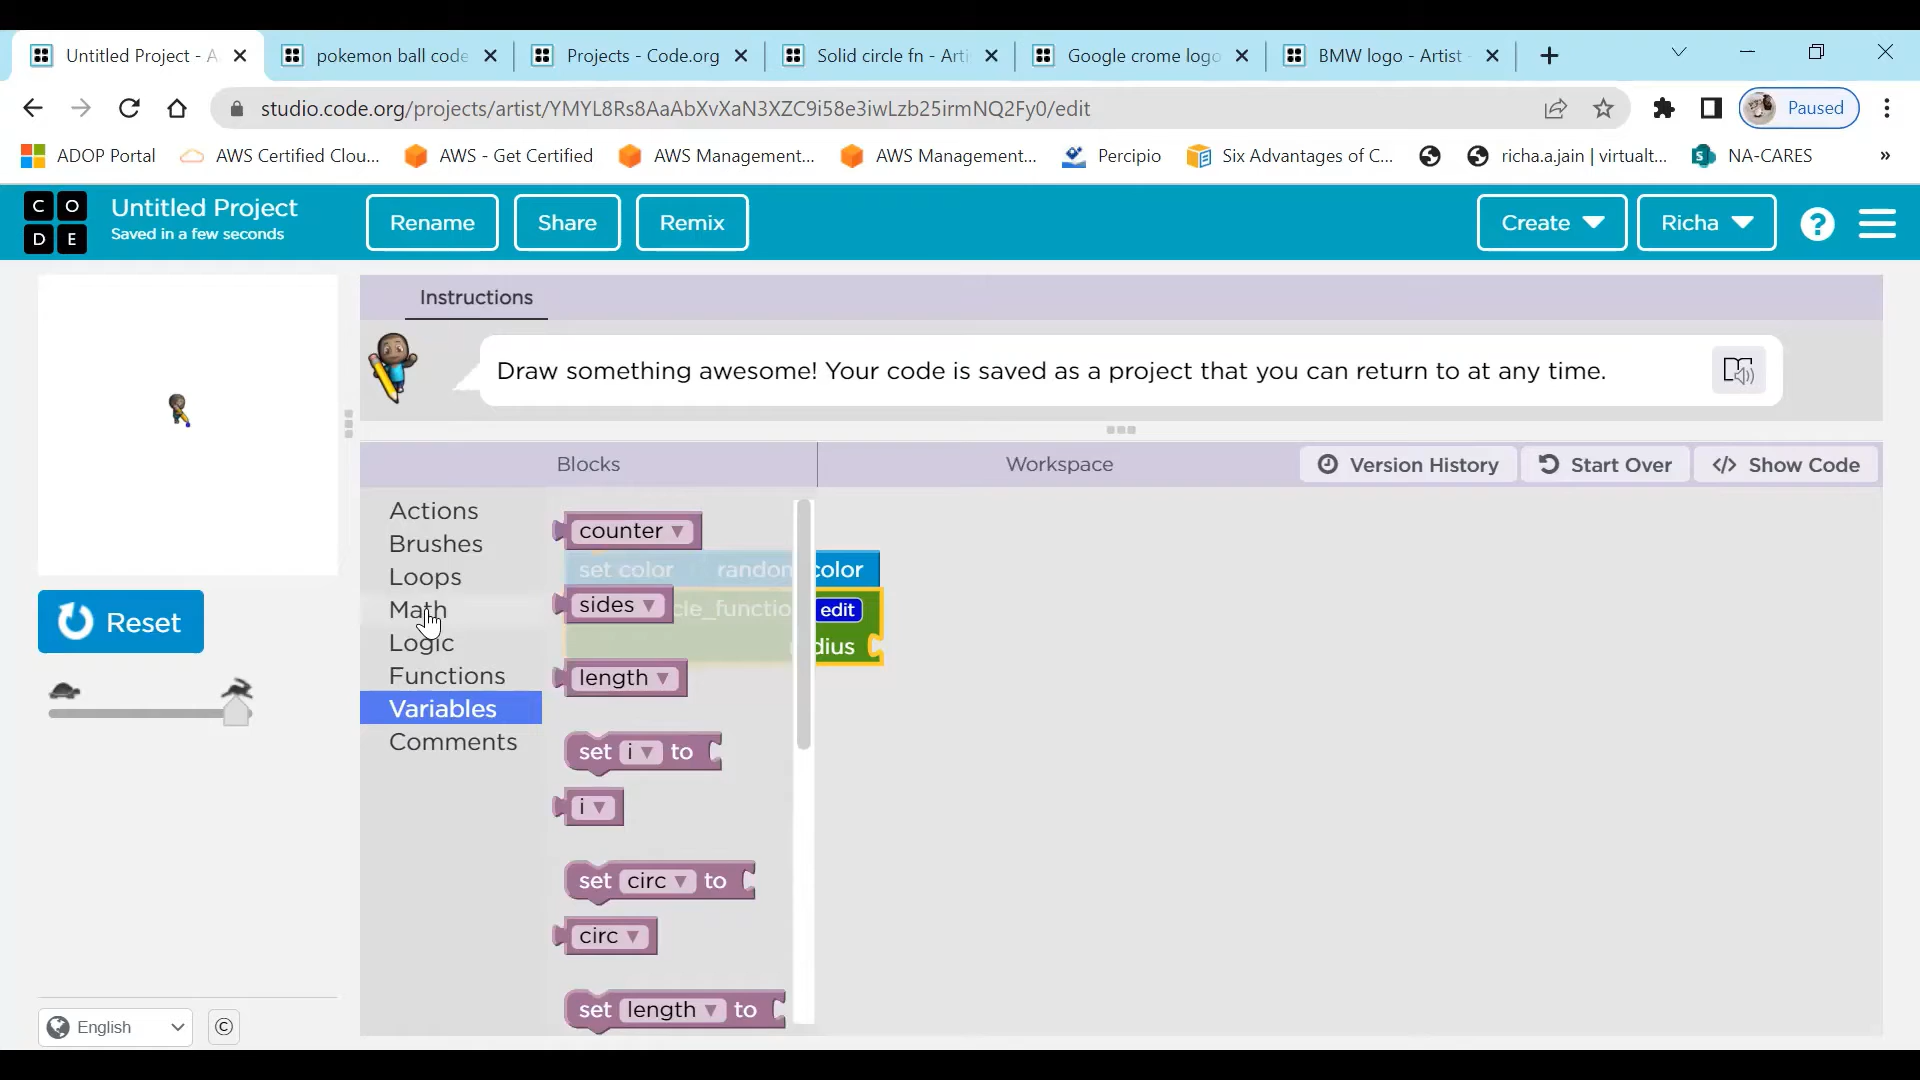 Untitled Project - A
pokemon ball code
Projects - Code.org
Solid circle fn - Arti
Google crome logo
BMW logo - Artist -
studio.code.org/projects/artist/YMYL8Rs8AaAbXvXaN3XZC9i58e3iwLzb25irmNQ2Fy0/edit
Paused
ADOP Portal
AWS Certified Clou...
AWS - Get Certified
AWS Management...
AWS Management...
Percipio
Six Advantages of C...
richa.a.jain | virtualt...
NA-CARES
»
CODE
Untitled Project
Saved in a few seconds
Rename
Share
Remix
Create
Richa
?
Instructions
Draw something awesome! Your code is saved as a project that you can return to at any time.
Blocks
Workspace
Version History
Start Over
</> Show Code
Actions
Brushes
Loops
Math
Logic
Functions
Variables
Comments
counter
set color random color
sides
cle_function edit
dius
length
set i to
i
set circ to
circ
set length to
Reset
English
©